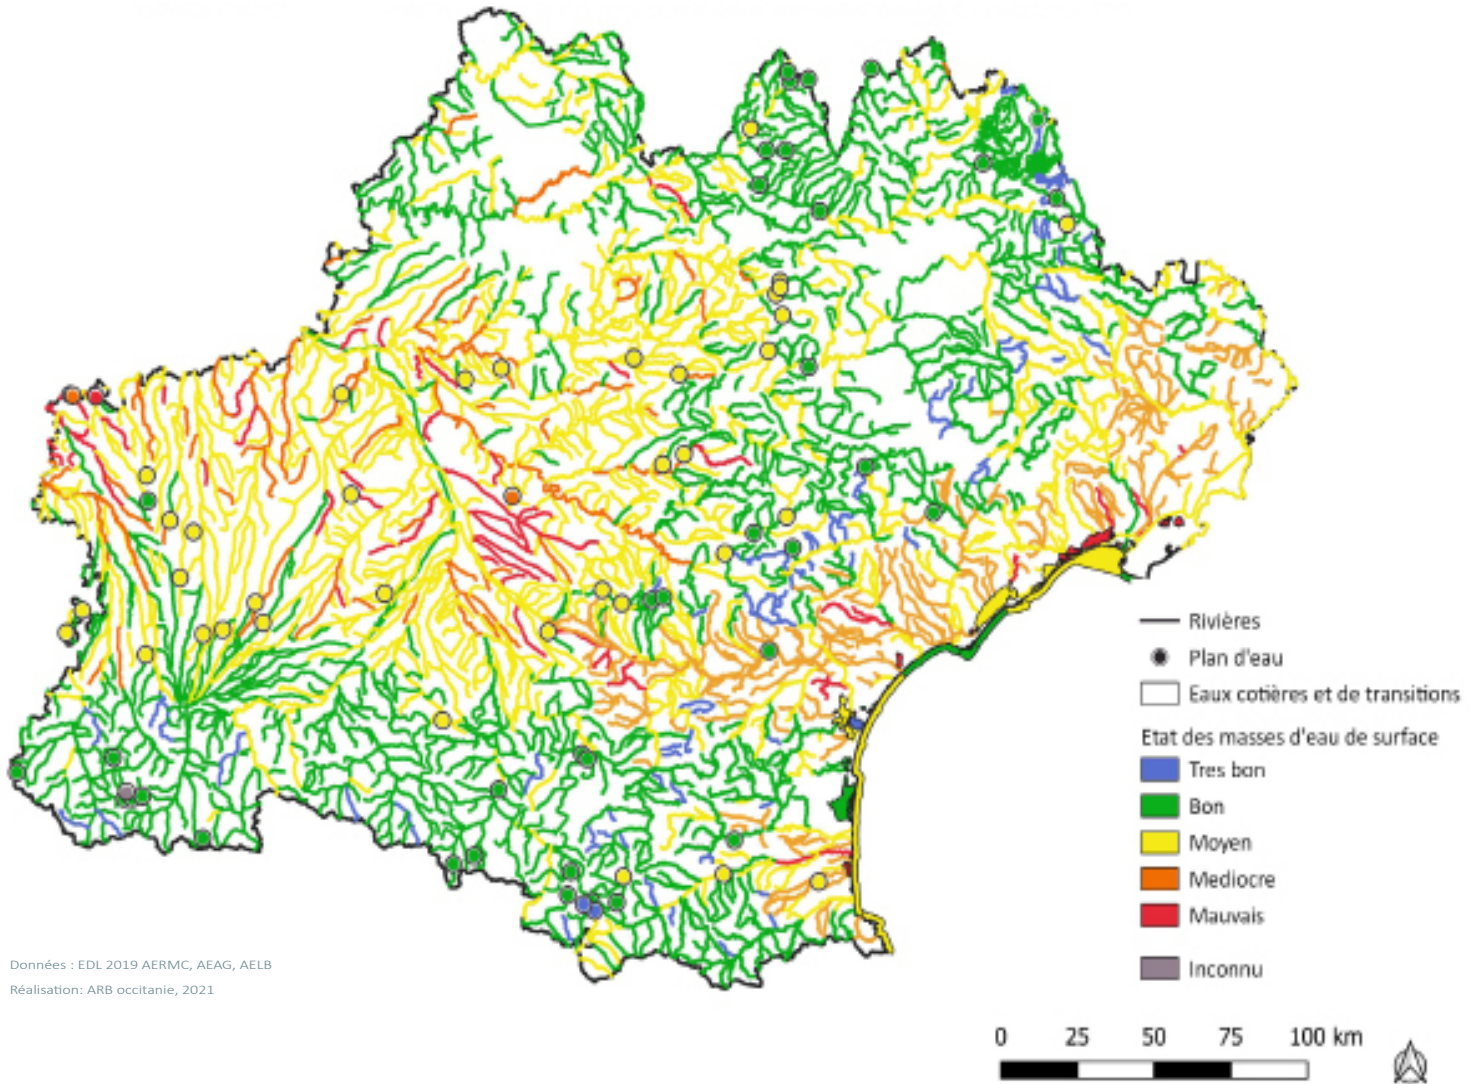 Rivières
Plan d'eau
Eaux cotières et de transitions
Etat des masses d'eau de surface
Tres bon
Bon
Moyen
Mediocre
Mauvais
Inconnu
Données : EDL 2019 AERMC, AEAG, AELB
Réalisation: ARB occitanie, 2021
0 25 50 75 100 km